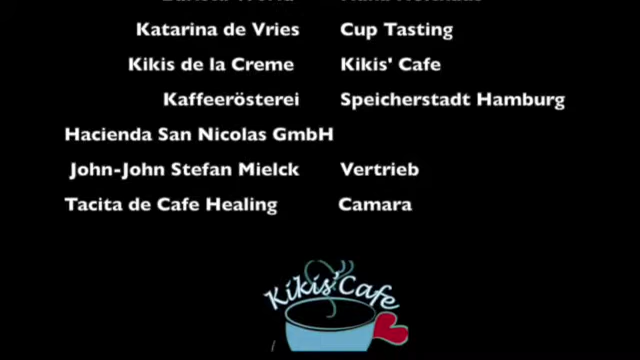 Katarina de Vries Cup Tasting
Kikis de la Creme Kikis' Cafe
Kaffeerösterei Speicherstadt Hamburg
Hacienda San Nicolas GmbH
John-John Stefan Mielck Vertrieb
Tacita de Cafe Healing Camara
Kikis'Cafe